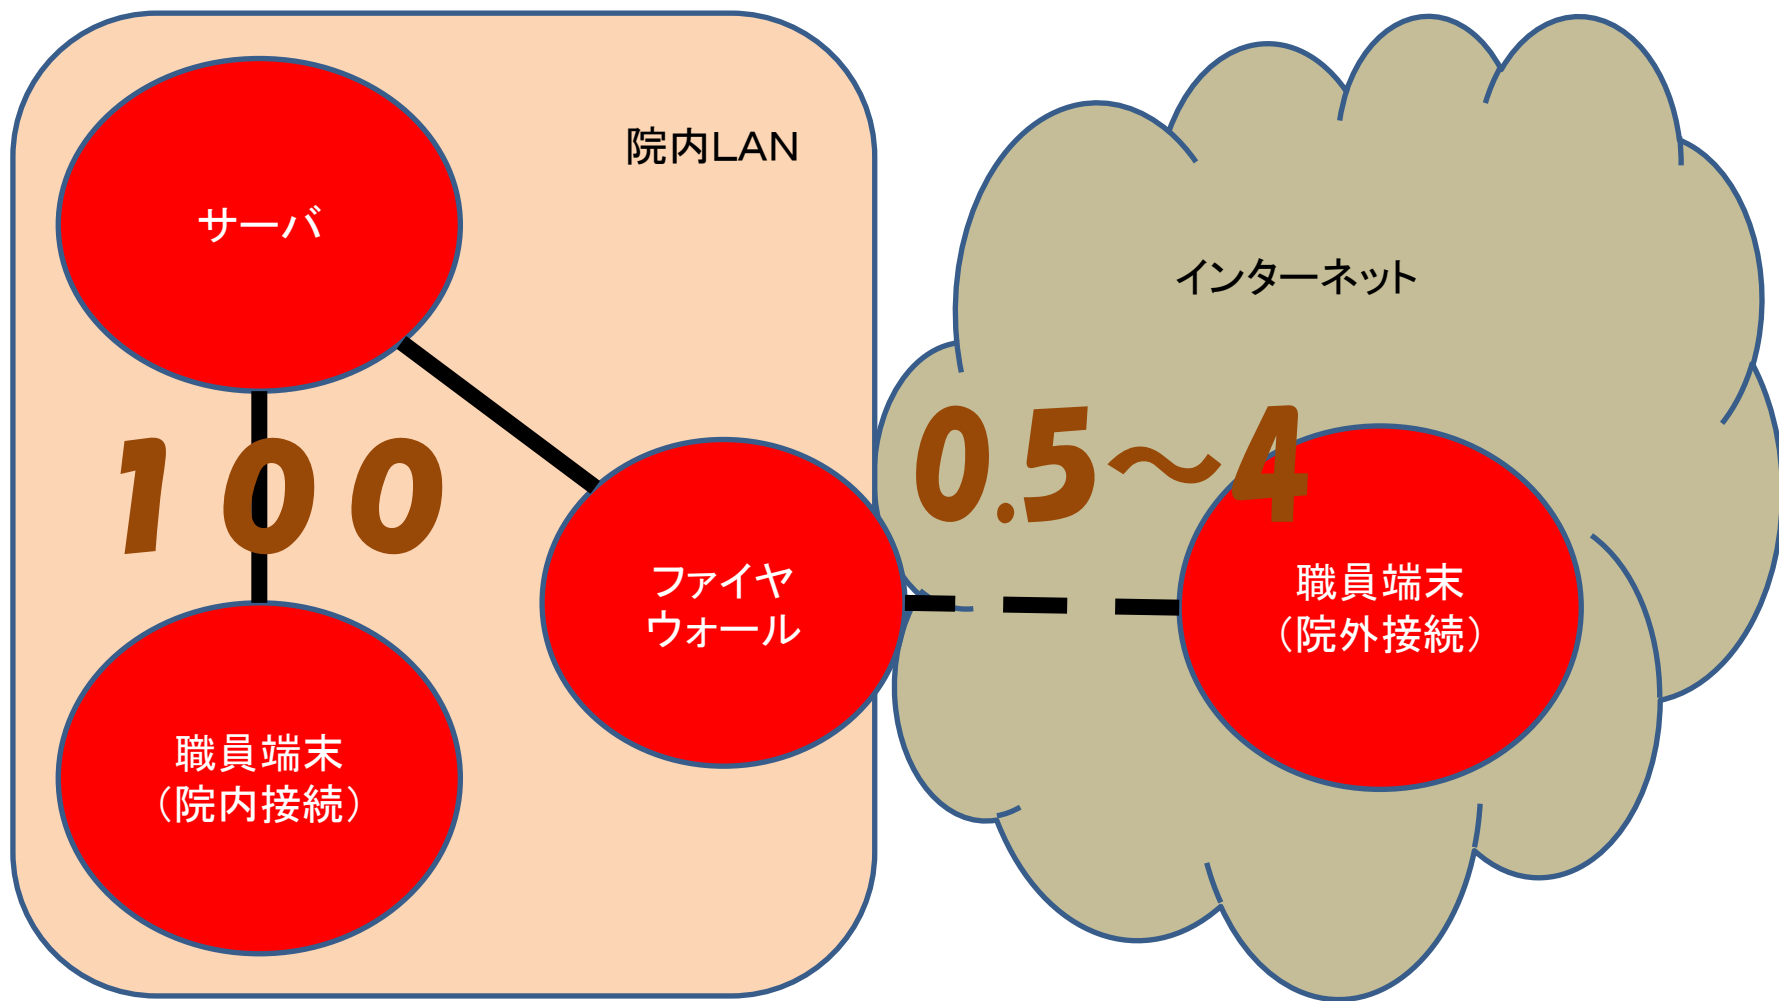 院内LAN
サーバ
インターネット
１００
0.5～4
ファイヤ
ウォール
職員端末
（院外接続）
職員端末
（院内接続）